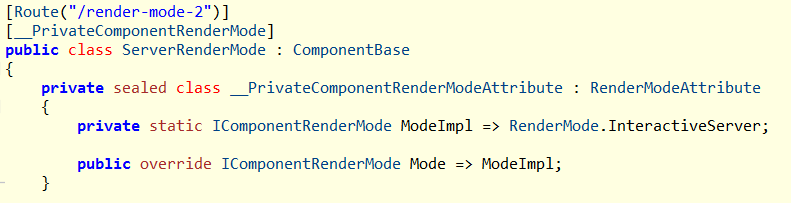 [Route("/render-mode-2")]
[__PrivateComponentRenderMode]
public class ServerRenderMode : ComponentBase
{
    private sealed class __PrivateComponentRenderModeAttribute : RenderModeAttribute
    {
        private static IComponentRenderMode ModeImpl => RenderMode.InteractiveServer;
        public override IComponentRenderMode Mode => ModeImpl;
    }